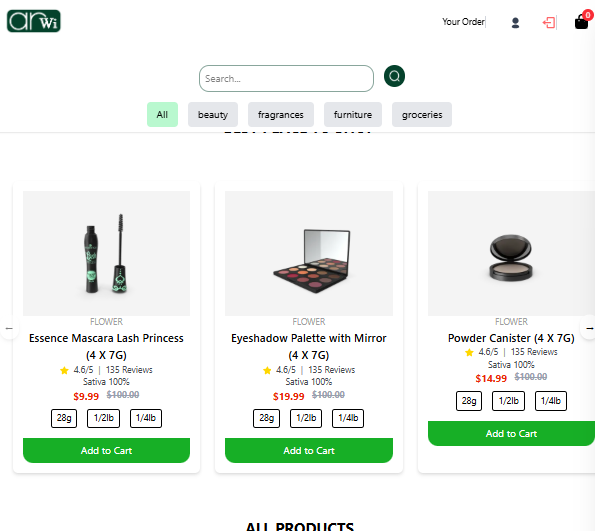 arwi
Your Order
0
Search...
All
beauty
fragrances
furniture
groceries
FLOWER
Essence Mascara Lash Princess
(4 X 7G)
4.6/5 | 135 Reviews
Sativa 100%
$9.99 $100.00
28g
1/2lb
1/4lb
Add to Cart
FLOWER
Eyeshadow Palette with Mirror
(4 X 7G)
4.6/5 | 135 Reviews
Sativa 100%
$19.99 $100.00
28g
1/2lb
1/4lb
Add to Cart
FLOWER
Powder Canister (4 X 7G)
4.6/5 | 135 Reviews
Sativa 100%
$14.99 $100.00
28g
1/2lb
1/4lb
Add to Cart
ALL PRODUCTS